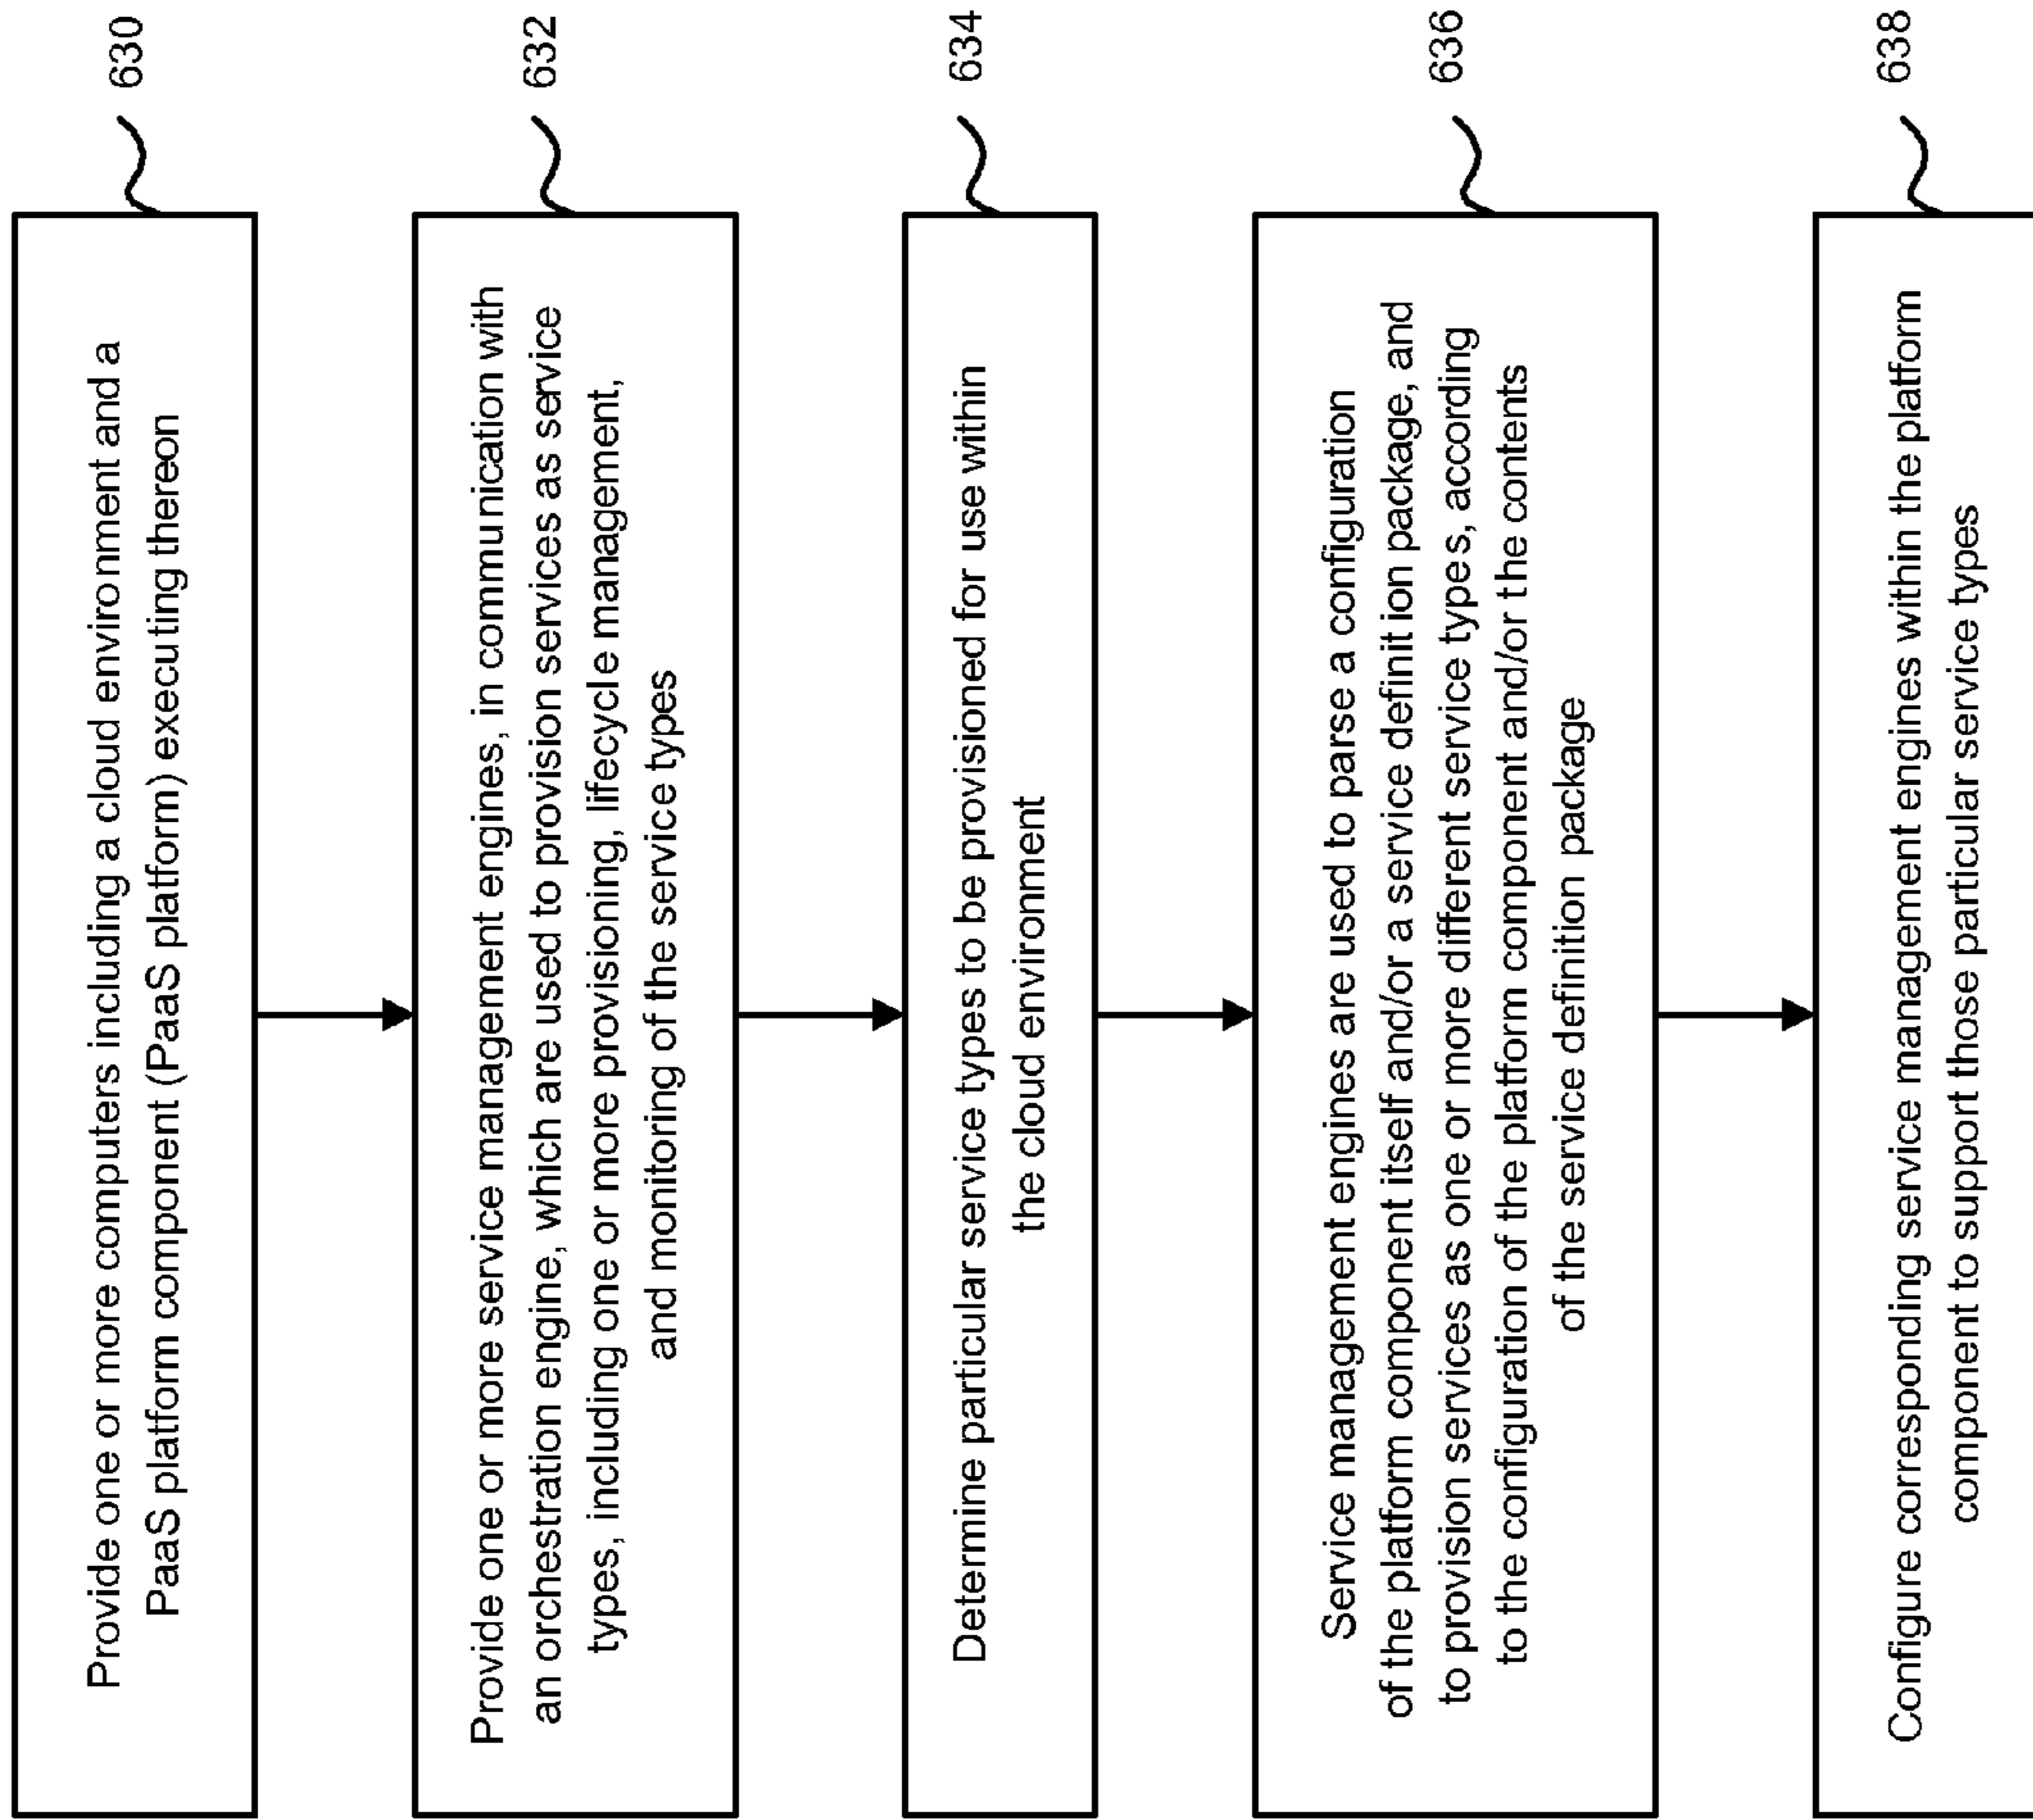 Provide one or more computers including a cloud environment and a
PaaS platform component (PaaS platform) executing thereon
630
Provide one or more service management engines, in communication with
an orchestration engine, which are used to provision services as service
types, including one or more provisioning, lifecycle management,
and monitoring of the service types
632
Determine particular service types to be provisioned for use within
the cloud environment
634
Service management engines are used to parse a configuration
of the platform component itself and/or a service definition package, and
to provision services as one or more different service types, according
to the configuration of the platform component and/or the contents
of the service definition package
636
Configure corresponding service management engines within the platform
component to support those particular service types
638